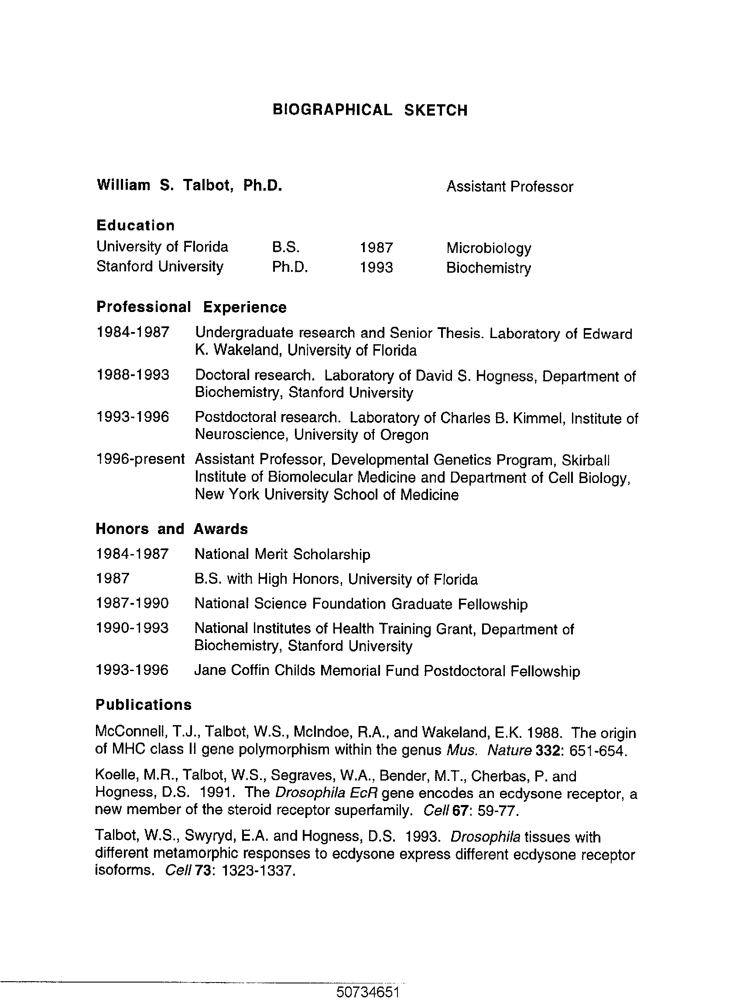 BIOGRAPHICAL SKETCH
William S. Talbot, Ph.D. Assistant Professor
Education
University of Florida B.S. 1987 Microbiology
Stanford University Ph.D. 1993 Biochemistry
Professional Experience
1984-1987 Undergraduate research and Senior Thesis. Laboratory of Edward
K. Wakeland, University of Florida
1988-1993 Doctoral research. Laboratory of David S. Hogness, Department of
Biochemistry, Stanford University
1993-1996 Postdoctoral research. Laboratory of Charles B. Kimmel, Institute of
Neuroscience, University of Oregon
1996-present Assistant Professor, Developmental Genetics Program, Skirball
Institute of Biomolecular Medicine and Department of Cell Biology,
New York University School of Medicine
Honors and Awards
1984-1987 National Merit Scholarship
1987 B.S. with High Honors, University of Florida
1987-1990 National Science Foundation Graduate Fellowship
1990-1993 National Institutes of Health Training Grant, Department of
Biochemistry, Stanford University
1993-1996 Jane Coffin Childs Memorial Fund Postdoctoral Fellowship
Publications
McConnell, T.J., Talbot, W.S., McIndoe, R.A., and Wakeland, E.K. 1988. The origin
of MHC class II gene polymorphism within the genus Mus. Nature 332: 651-654.
Koelle, M.R., Talbot, W.S., Segraves, W.A., Bender, M.T., Cherbas, P. and
Hogness, D.S. 1991. The Drosophila EcR gene encodes an ecdysone receptor, a
new member of the steroid receptor superfamily. Cell 67: 59-77.
Talbot, W.S., Swyryd, E.A. and Hogness, D.S. 1993. Drosophila tissues with
different metamorphic responses to ecdysone express different ecdysone receptor
isoforms. Cell 73: 1323-1337.
50734651